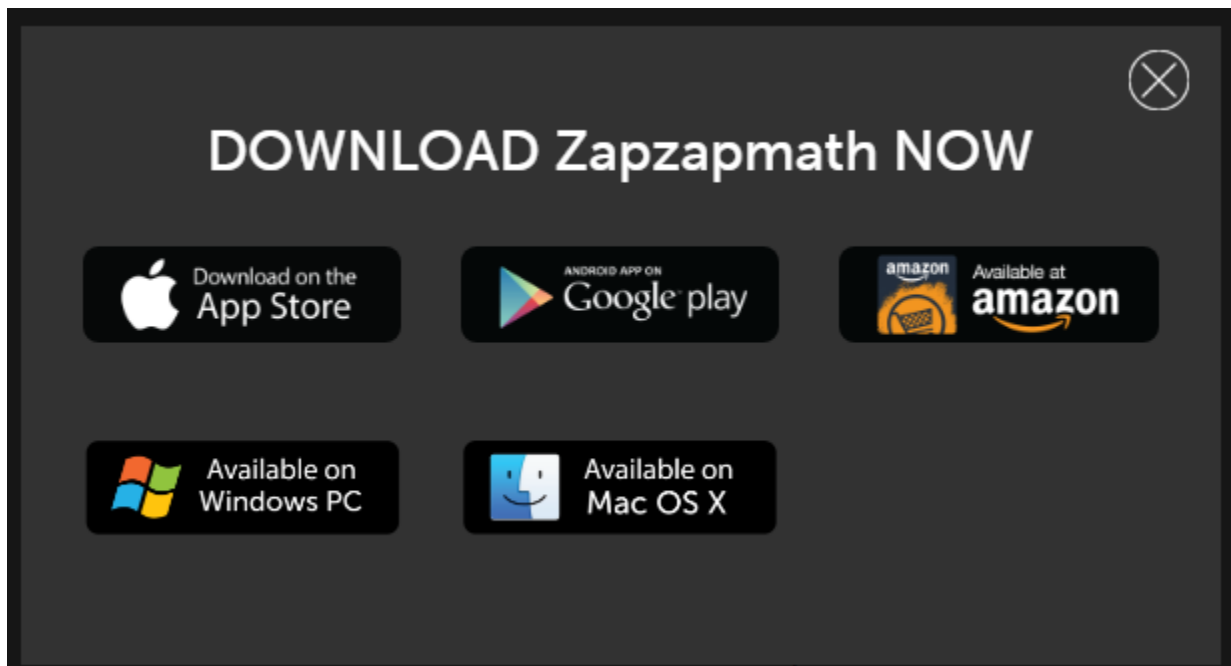 DOWNLOAD Zapzapmath NOW
Download on the
App Store
ANDROID APP ON
Google play
amazon
Available at
amazon
Available on
Windows PC
Available on
Mac OS X